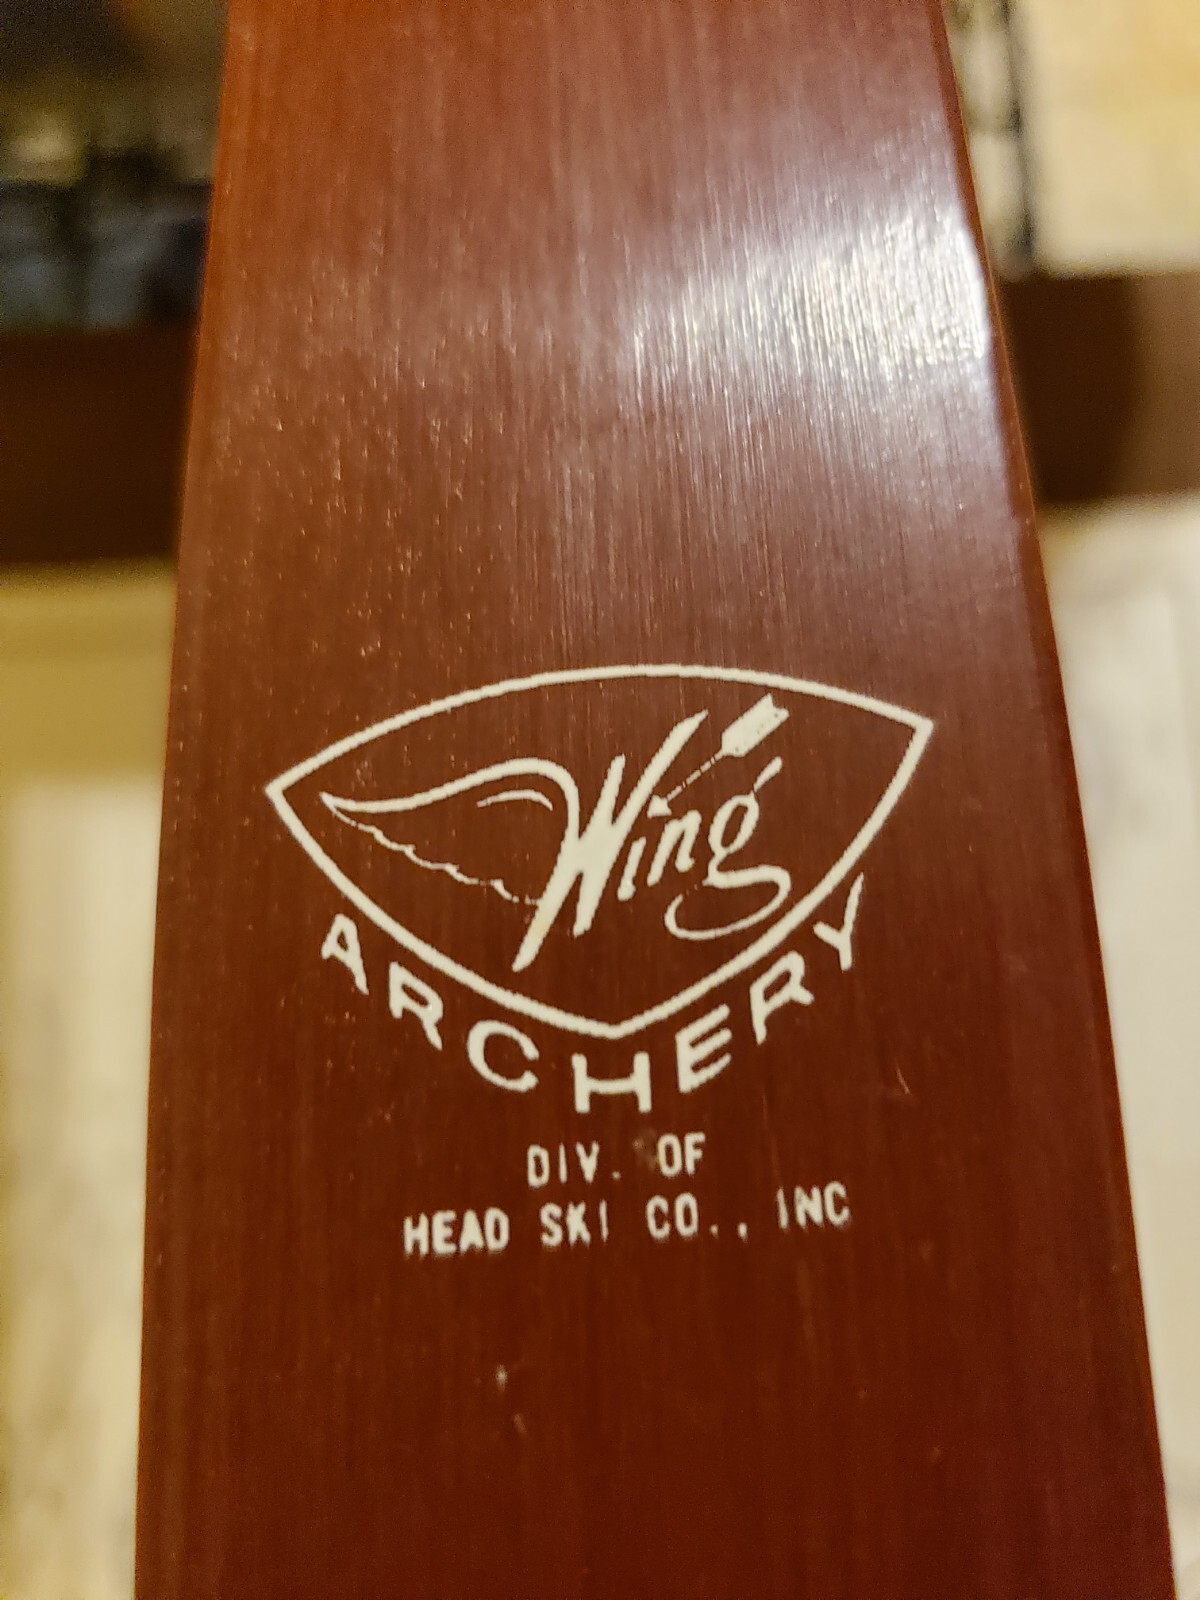 Wing
ARCHERY
DIV. OF
HEAD SKI CO., INC